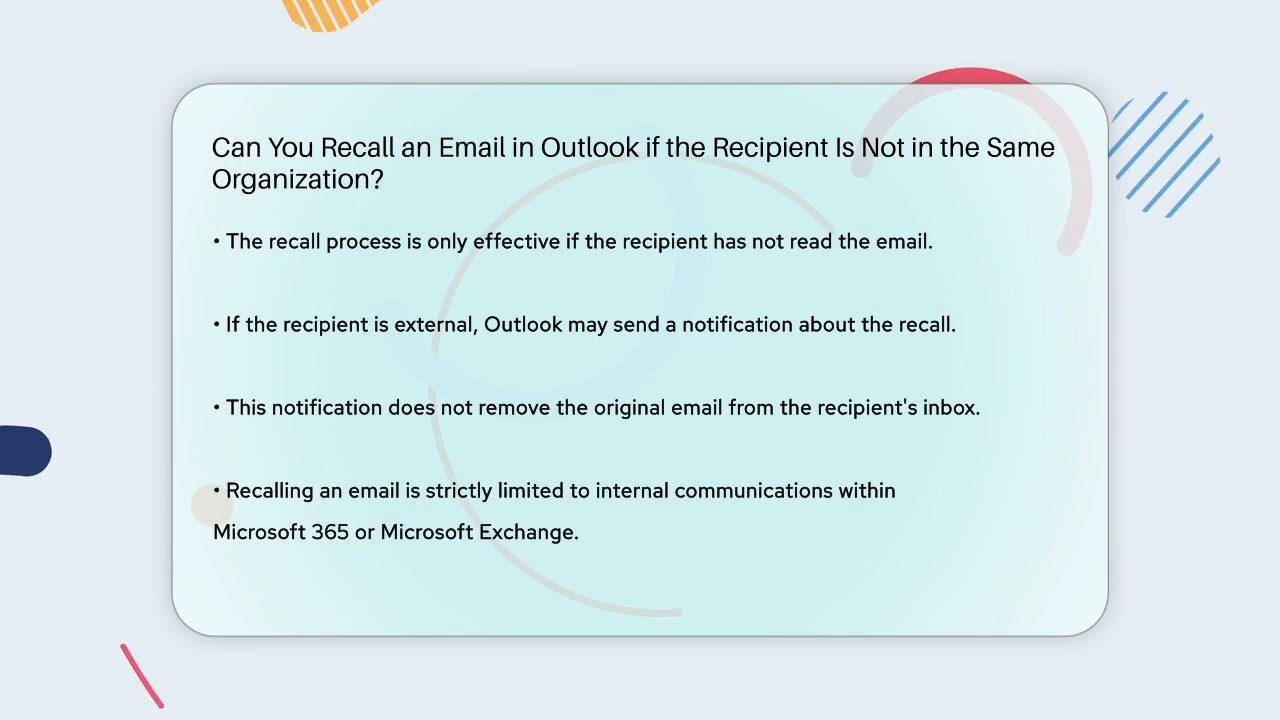 Can You Recall an Email in Outlook if the Recipient Is Not in the Same
Organization?
• The recall process is only effective if the recipient has not read the email.
• If the recipient is external, Outlook may send a notification about the recall.
• This notification does not remove the original email from the recipient's inbox.
• Recalling an email is strictly limited to internal communications within
Microsoft 365 or Microsoft Exchange.